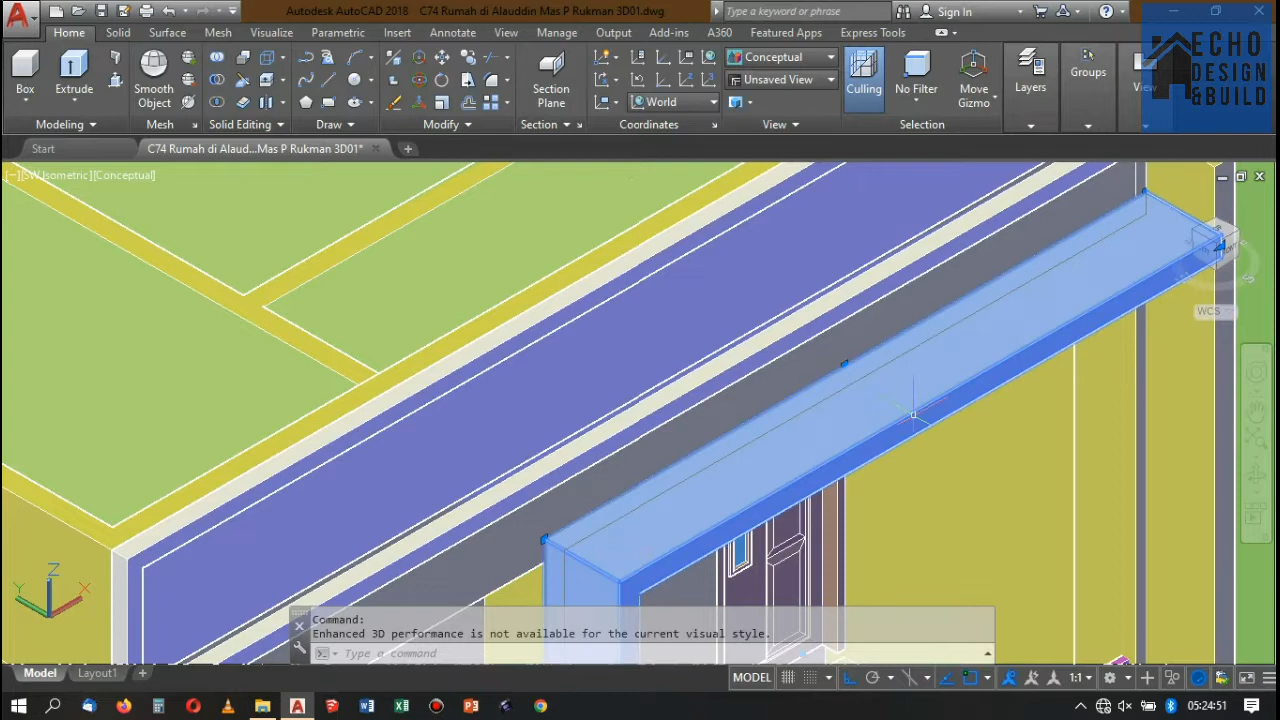 Autodesk AutoCAD 2018 C74 Rumah di Alauddin Mas P Rukman 3D01.dwg
Type a keyword or phrase
Sign In
Home Solid Surface Mesh Visualize Parametric Insert Annotate View Manage Output Add-ins A360 Featured Apps Express Tools
ECHO
DESIGN
&BUILD
Box
Extrude
Smooth
Object
Section
Plane
Conceptual
Unsaved View
World
Culling
No Filter
Move
Gizmo
Layers
Groups
View
Modeling Mesh Solid Editing Draw Modify Section Coordinates View Selection
Start
C74 Rumah di Alaud...Mas P Rukman 3D01*
[−][SW Isometric][Conceptual]
WCS
Z
Y
X
Command:
Enhanced 3D performance is not available for the current visual style.
Type a command
Model Layout1
MODEL
1:1
05:24:51